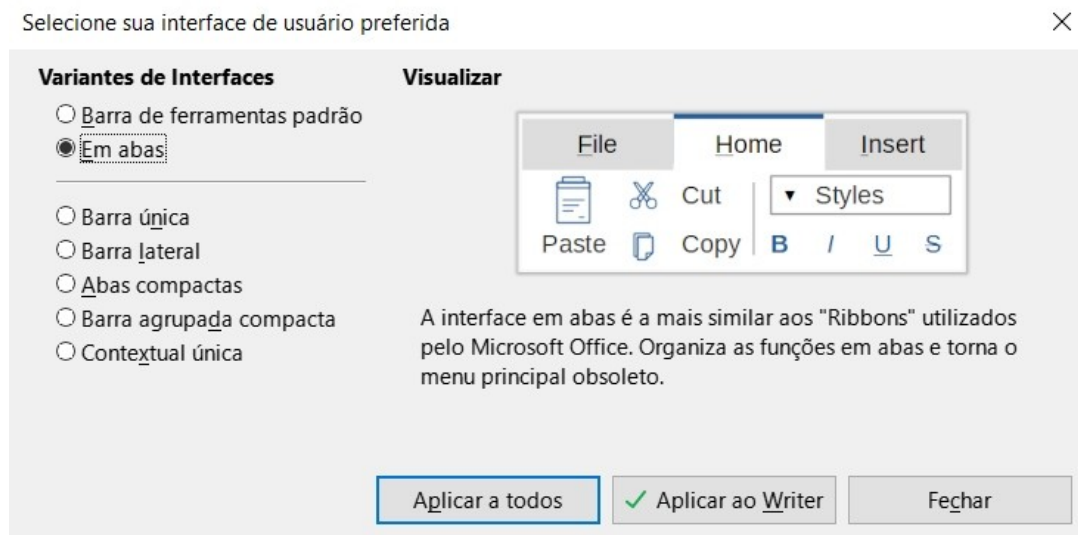 Selecione sua interface de usuário preferida
Variantes de Interfaces
Barra de ferramentas padrão
Em abas
Barra única
Barra lateral
Abas compactas
Barra agrupada compacta
Contextual única
Visualizar
File Home Insert
Cut Styles
Paste Copy B I U S
A interface em abas é a mais similar aos "Ribbons" utilizados
pelo Microsoft Office. Organiza as funções em abas e torna o
menu principal obsoleto.
Aplicar a todos Aplicar ao Writer Fechar